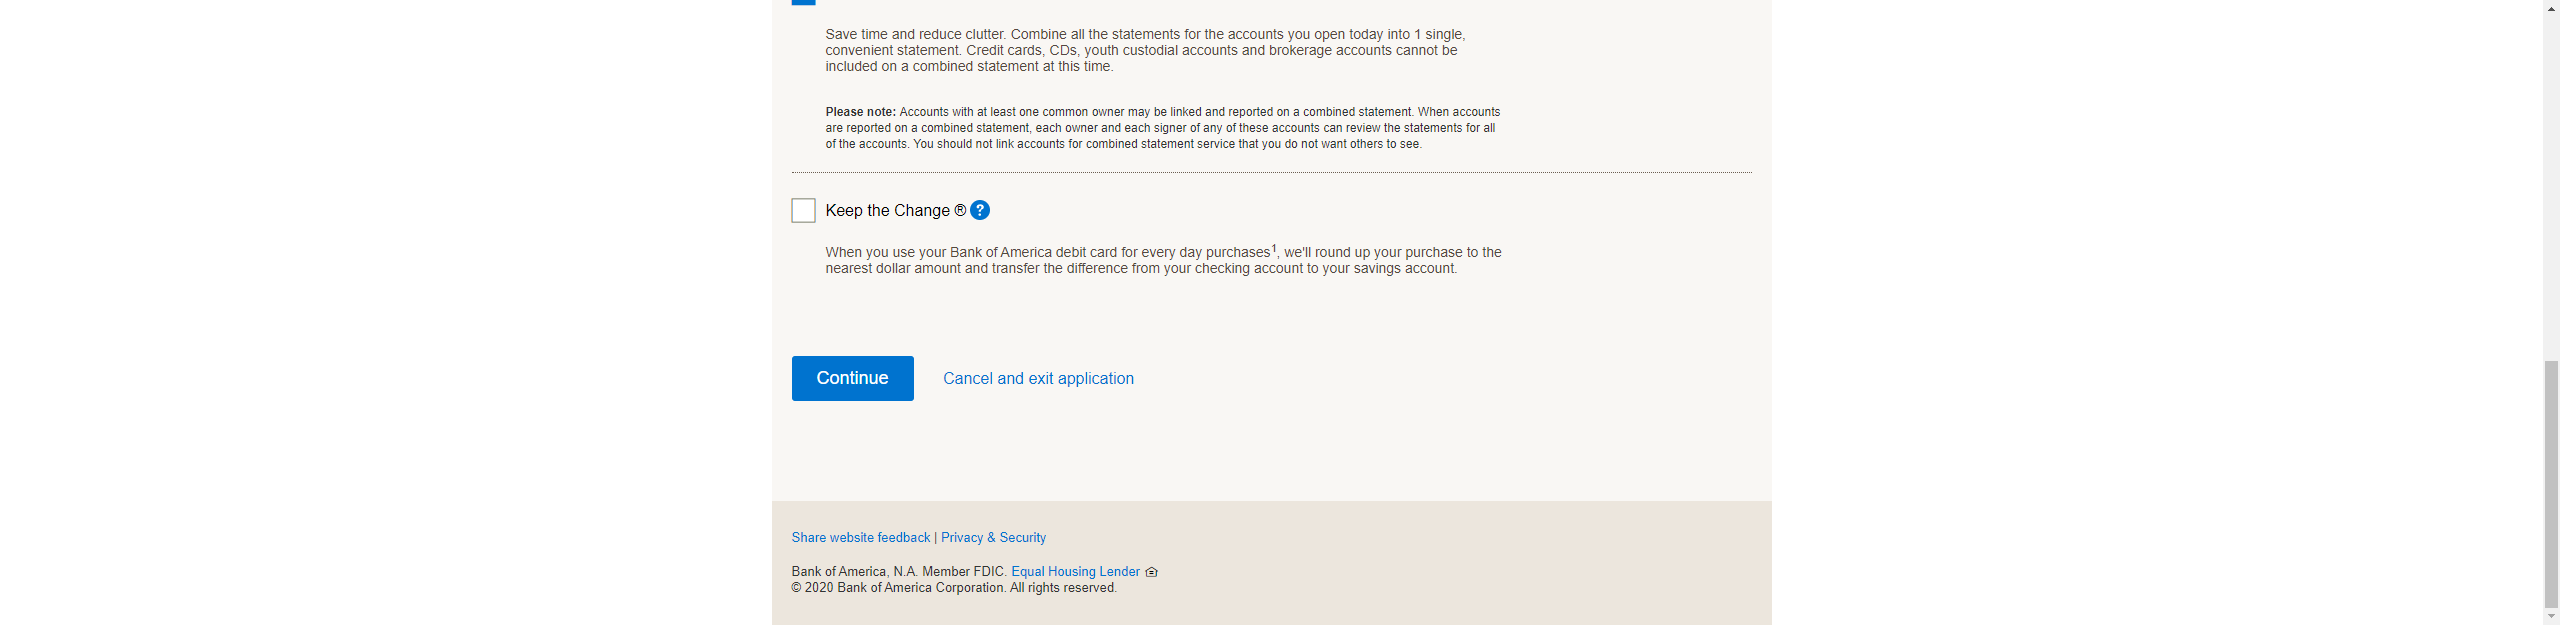 Save time and reduce clutter. Combine all the statements for the accounts you open today into 1 single,
convenient statement. Credit cards, CDs, youth custodial accounts and brokerage accounts cannot be
included on a combined statement at this time.
Please note: Accounts with at least one common owner may be linked and reported on a combined statement. When accounts
are reported on a combined statement, each owner and each signer of any of these accounts can review the statements for all
of the accounts. You should not link accounts for combined statement service that you do not want others to see.
Keep the Change ® ?
When you use your Bank of America debit card for every day purchases¹, we'll round up your purchase to the
nearest dollar amount and transfer the difference from your checking account to your savings account.
Continue Cancel and exit application
Share website feedback | Privacy & Security
Bank of America, N.A. Member FDIC. Equal Housing Lender
© 2020 Bank of America Corporation. All rights reserved.